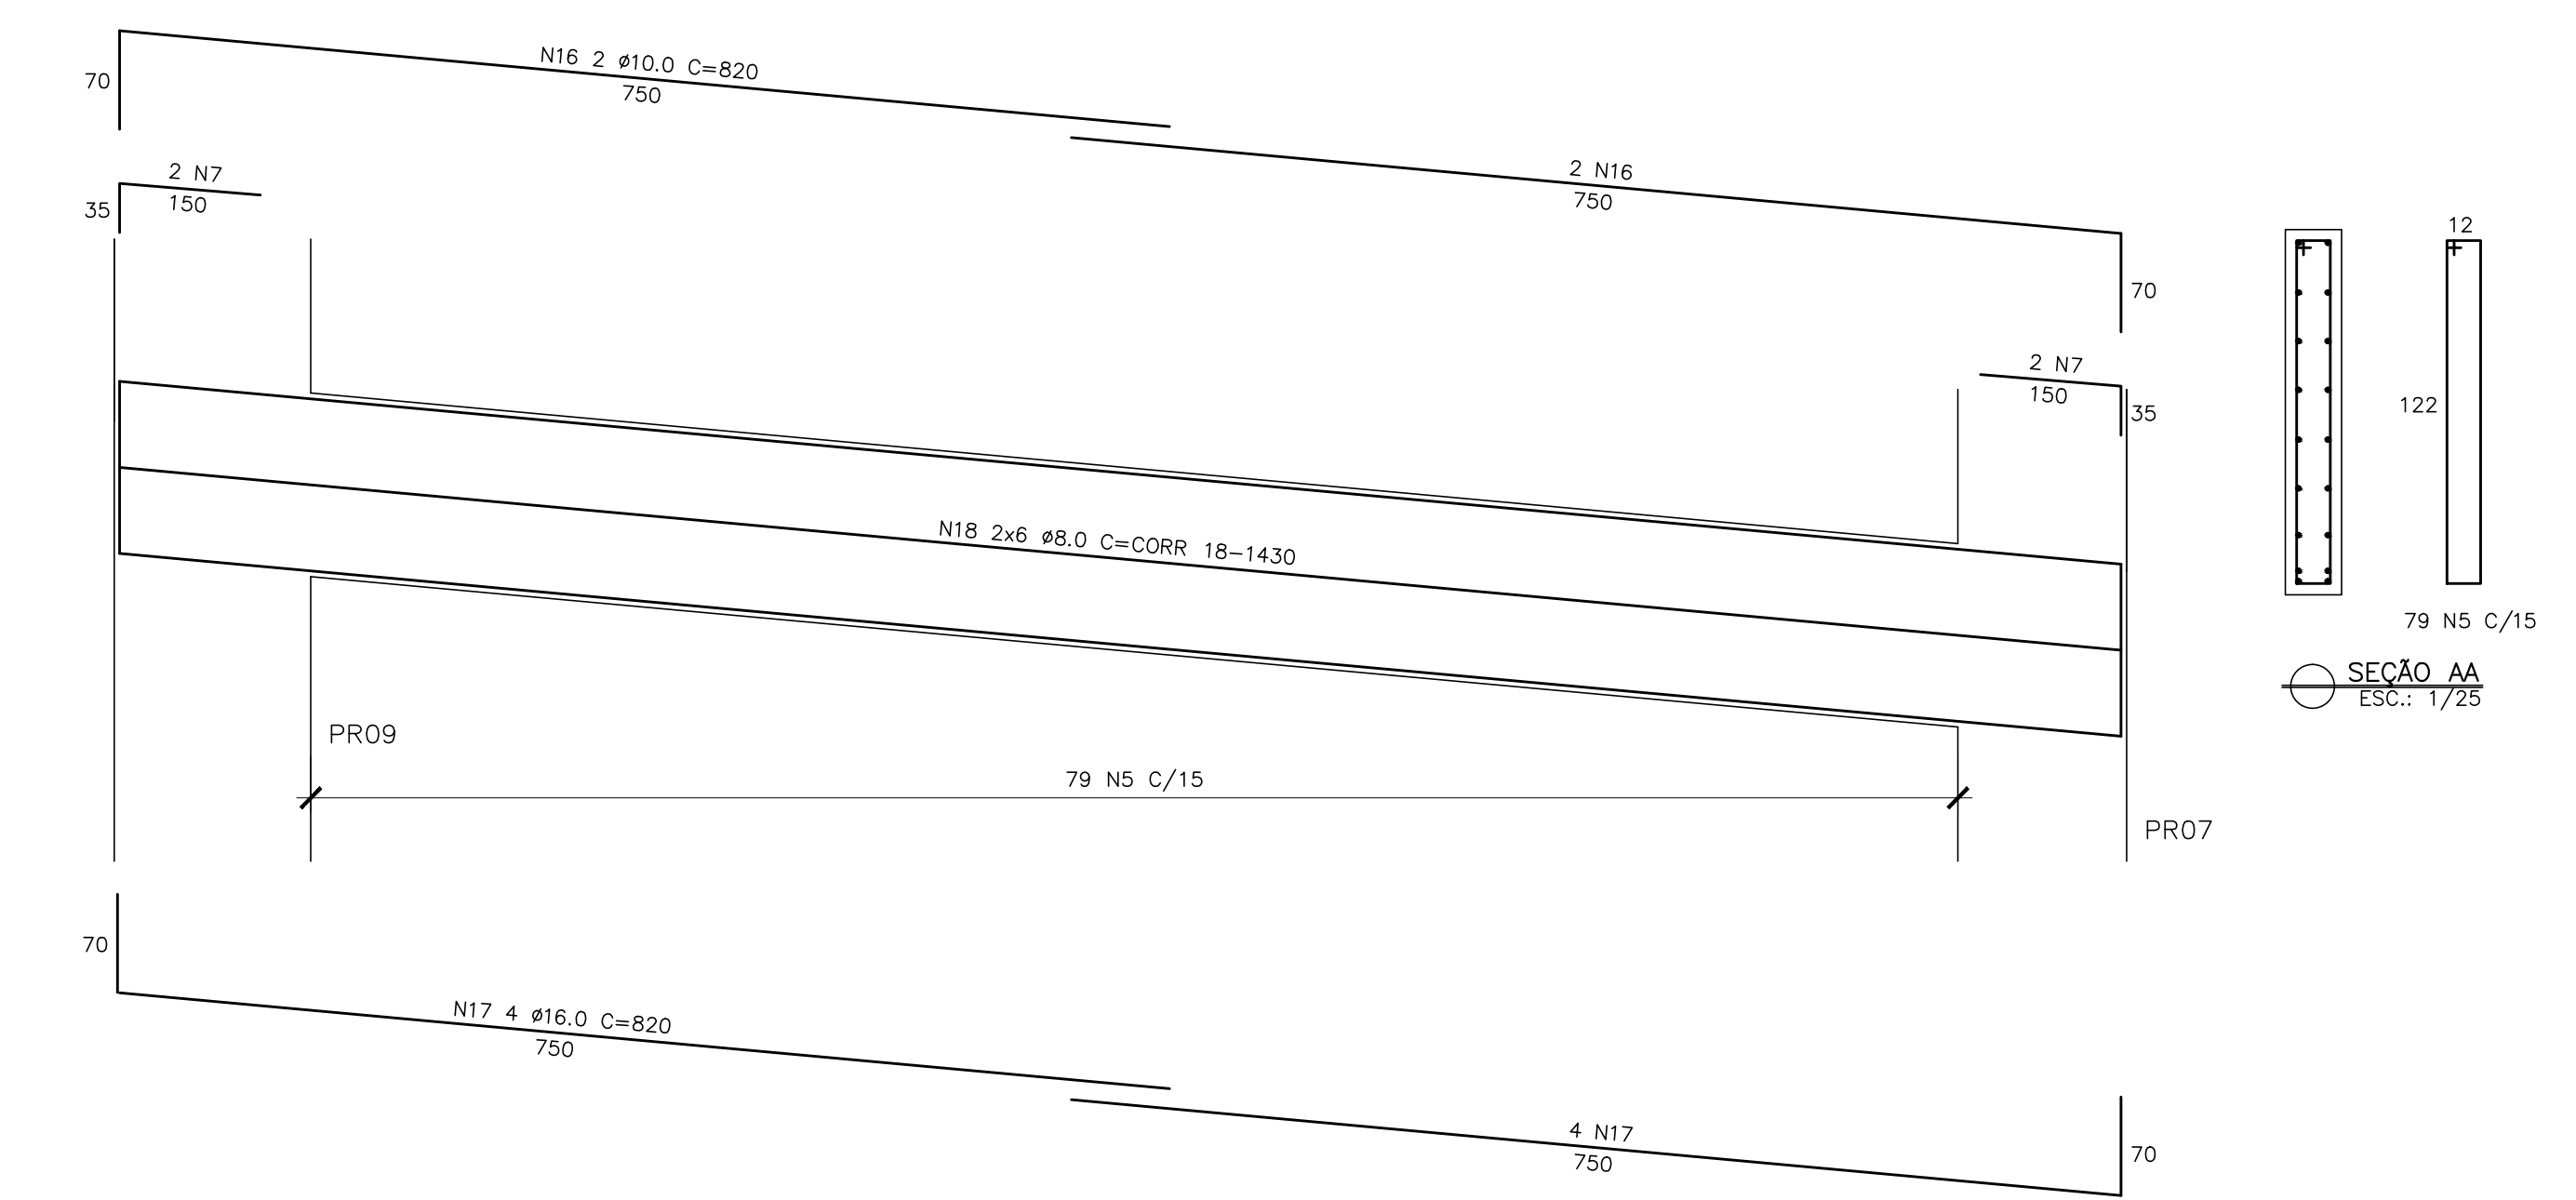 N16 2 ø10.0 C=820
70
750
2 N7
150
35
2 N16
750
70
12
2 N7
150
35
122
N18 2x6 ø8.0 C=CORR 18-1430
79 N5 C/15
SEÇÃO AA
ESC.: 1/25
PR09
79 N5 C/15
PR07
70
N17 4 ø16.0 C=820
750
4 N17
750
70